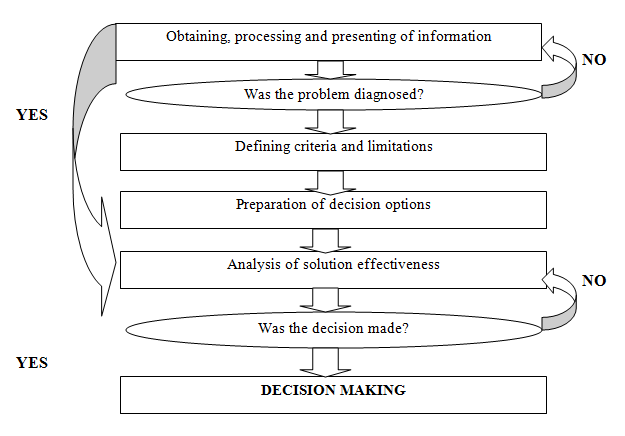 Obtaining, processing and presenting of information
NO
Was the problem diagnosed?
YES
Defining criteria and limitations
Preparation of decision options
Analysis of solution effectiveness
NO
Was the decision made?
YES
DECISION MAKING